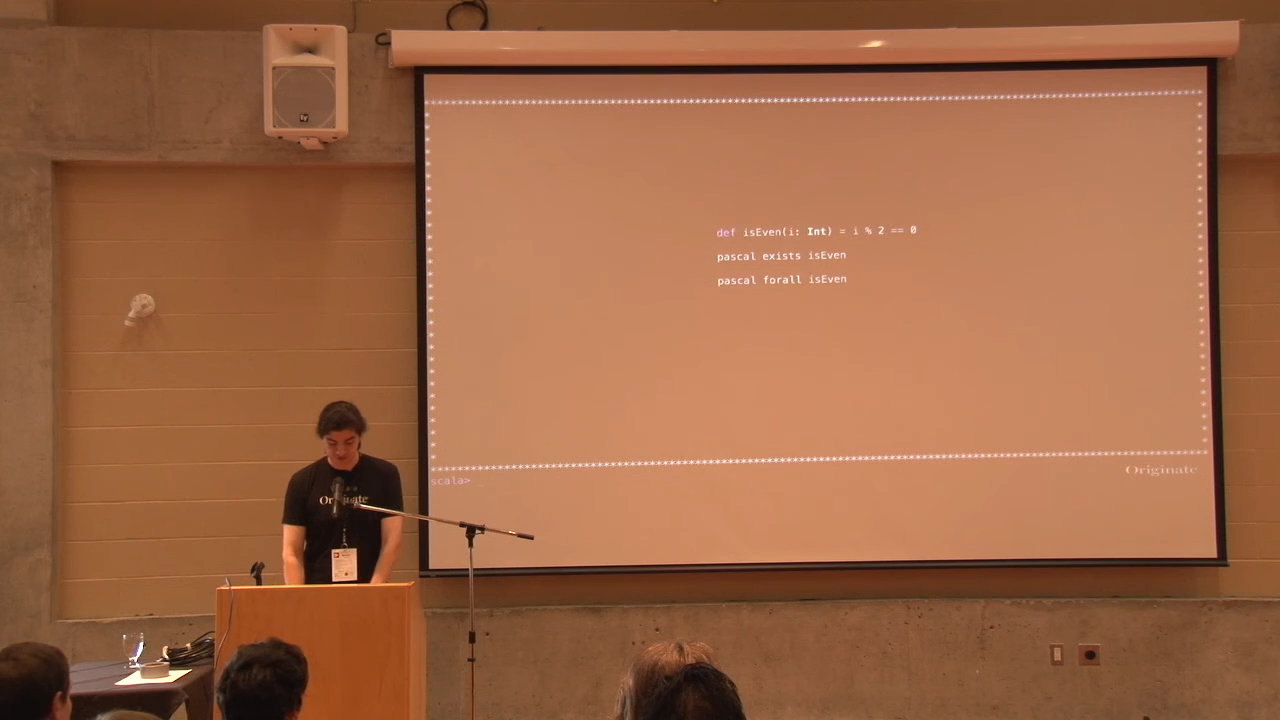 def isEven(i: Int) = i % 2 == 0
pascal exists isEven
pascal forall isEven
Originate
scala> _
Originate